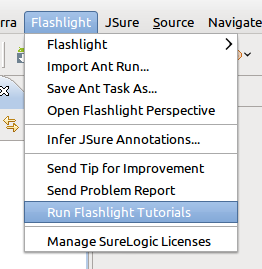 rra Flashlight JSure Source Navigate
Flashlight
Import Ant Run...
Save Ant Task As...
Open Flashlight Perspective
Infer JSure Annotations...
Send Tip for Improvement
Send Problem Report
Run Flashlight Tutorials
Manage SureLogic Licenses